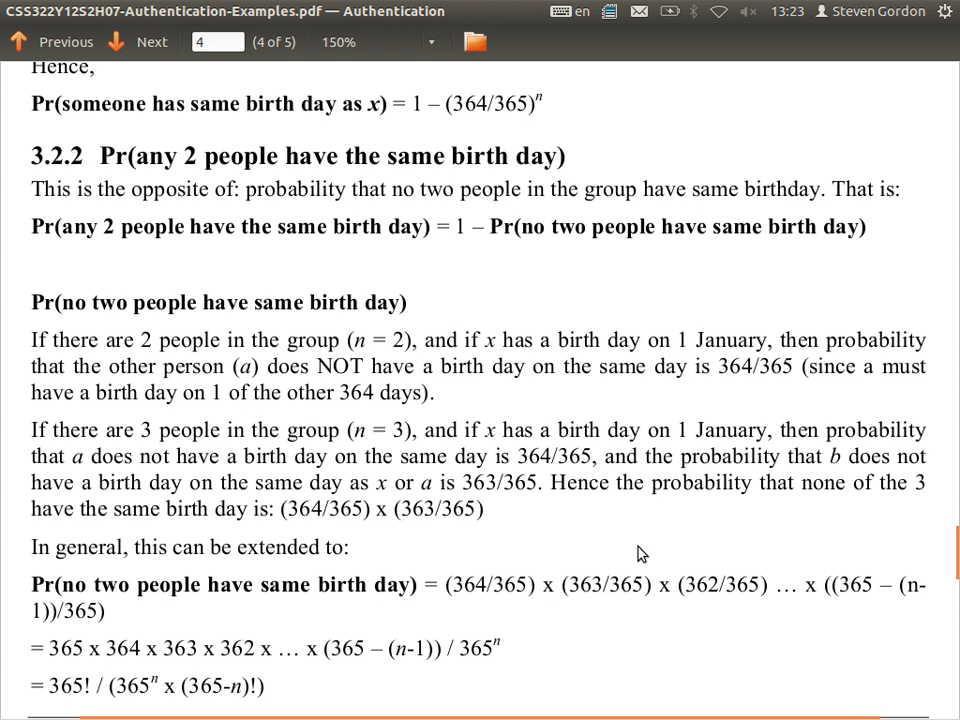 CSS322Y12S2H07-Authentication-Examples.pdf — Authentication en 13:23 Steven Gordon
Previous Next 4 (4 of 5) 150%
Hence,
Pr(someone has same birth day as x) = 1 – (364/365)ⁿ
3.2.2 Pr(any 2 people have the same birth day)
This is the opposite of: probability that no two people in the group have same birthday. That is:
Pr(any 2 people have the same birth day) = 1 – Pr(no two people have same birth day)
Pr(no two people have same birth day)
If there are 2 people in the group (n = 2), and if x has a birth day on 1 January, then probability
that the other person (a) does NOT have a birth day on the same day is 364/365 (since a must
have a birth day on 1 of the other 364 days).
If there are 3 people in the group (n = 3), and if x has a birth day on 1 January, then probability
that a does not have a birth day on the same day is 364/365, and the probability that b does not
have a birth day on the same day as x or a is 363/365. Hence the probability that none of the 3
have the same birth day is: (364/365) x (363/365)
In general, this can be extended to:
Pr(no two people have same birth day) = (364/365) x (363/365) x (362/365) … x ((365 – (n-
1))/365)
= 365 x 364 x 363 x 362 x … x (365 – (n-1)) / 365ⁿ
= 365! / (365ⁿ x (365-n)!)